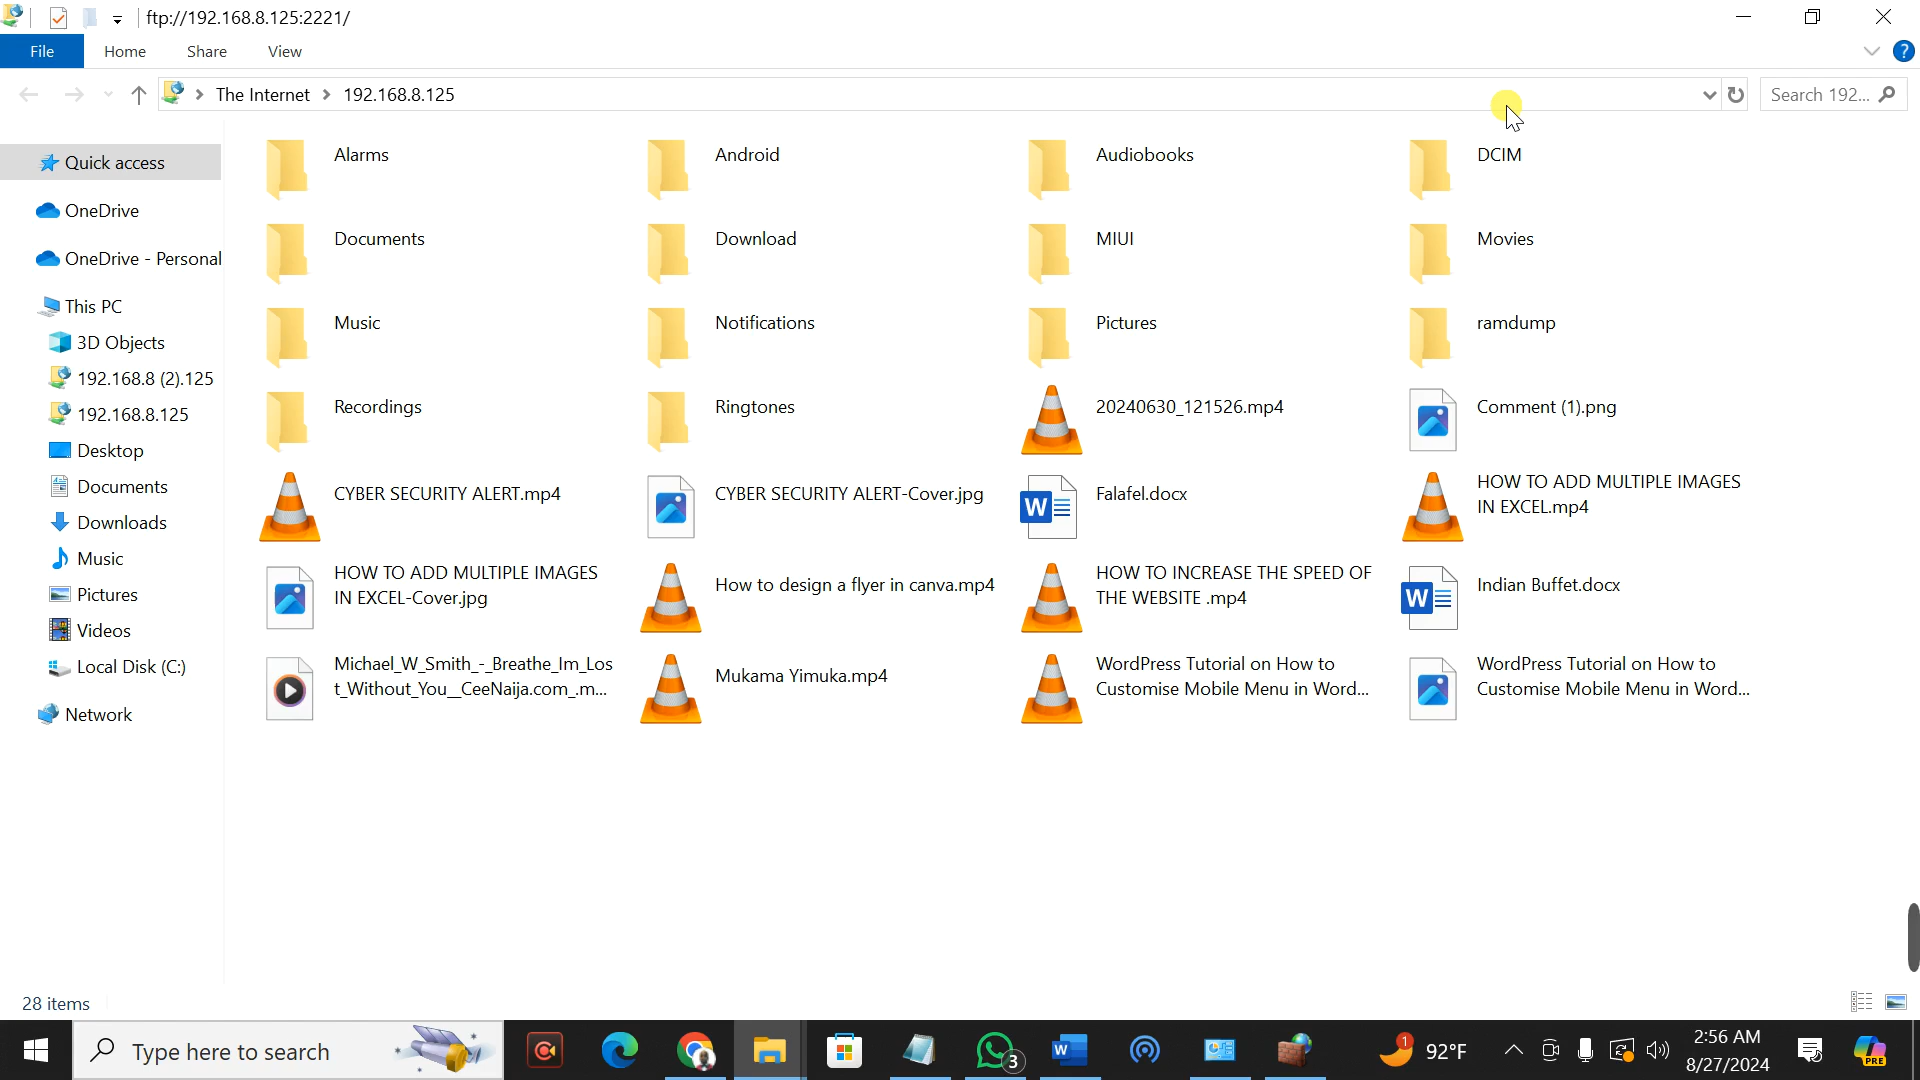 ftp://192.168.8.125:2221/
File Home Share View
The Internet 192.168.8.125
Search 192...
Quick access
OneDrive
OneDrive - Personal
This PC
3D Objects
192.168.8 (2).125
192.168.8.125
Desktop
Documents
Downloads
Music
Pictures
Videos
Local Disk (C:)
Network
Alarms
Android
Audiobooks
DCIM
Documents
Download
MIUI
Movies
Music
Notifications
Pictures
ramdump
Recordings
Ringtones
20240630_121526.mp4
Comment (1).png
CYBER SECURITY ALERT.mp4
CYBER SECURITY ALERT-Cover.jpg
Falafel.docx
HOW TO ADD MULTIPLE IMAGES
IN EXCEL.mp4
HOW TO ADD MULTIPLE IMAGES
IN EXCEL-Cover.jpg
How to design a flyer in canva.mp4
HOW TO INCREASE THE SPEED OF
THE WEBSITE .mp4
Indian Buffet.docx
Michael_W_Smith_-_Breathe_Im_Los
t_Without_You__CeeNaija.com_.m...
Mukama Yimuka.mp4
WordPress Tutorial on How to
Customise Mobile Menu in Word...
WordPress Tutorial on How to
Customise Mobile Menu in Word...
28 items
Type here to search
W
3
1
92°F
2:56 AM
8/27/2024
PRE